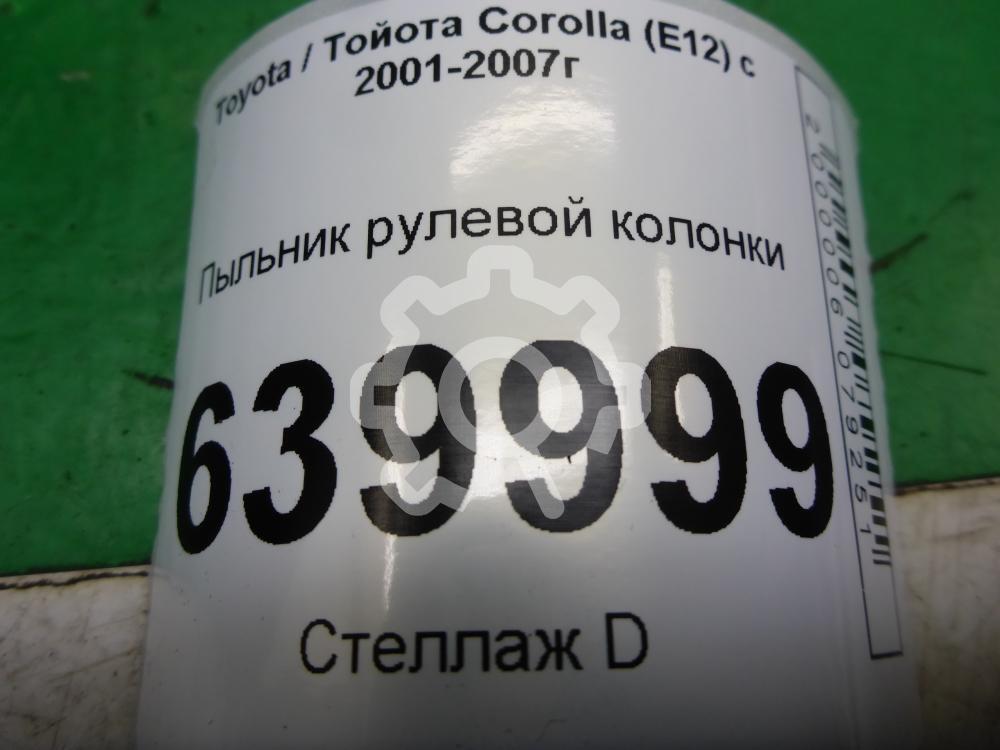 Toyota / Тойота Corolla (E12) с
2001-2007г
Пыльник рулевой колонки
639999
Стеллаж D
2000006079251